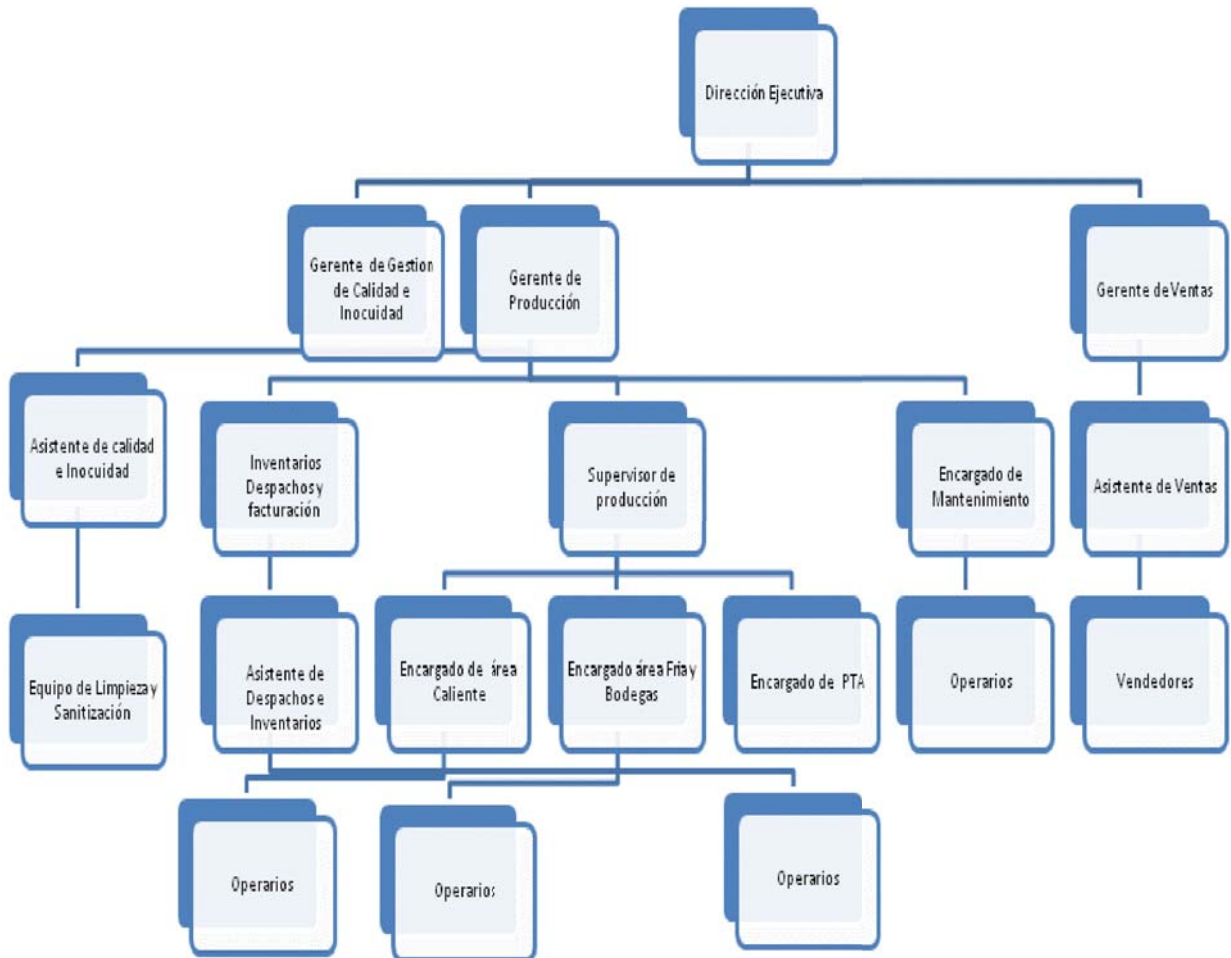 Dirección Ejecutiva
Gerente de Gestion
de Calidad e
Inocuidad
Gerente de
Producción
Gerente de Ventas
Asistente de calidad
e Inocuidad
Inventarios
Despachos y
facturación
Supervisor de
producción
Encargado de
Mantenimiento
Asistente de Ventas
Equipo de Limpieza y
Sanitización
Asistente de
Despachos e
Inventarios
Encargado de área
Caliente
Encargado área Fria y
Bodegas
Encargado de PTA
Operarios
Vendedores
Operarios
Operarios
Operarios